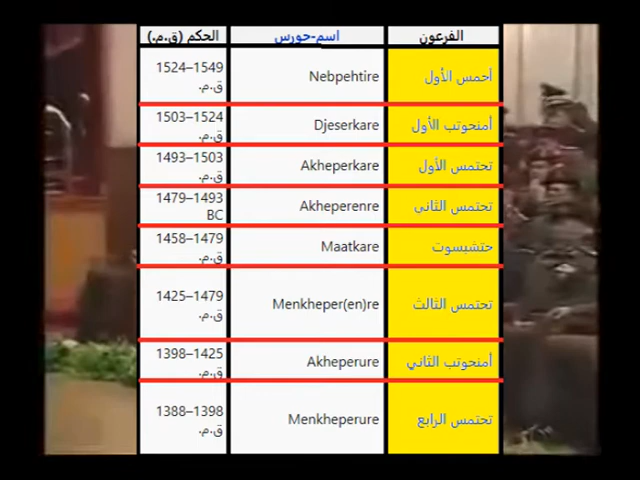 الفرعون	اسم-حورس	الحكم (ق.م.)
أحمس الأول	Nebpehtire	1549–1524
ق.م.
أمنحوتب الأول	Djeserkare	1524–1503
ق.م.
تحتمس الأول	Akheperkare	1503–1493
ق.م.
تحتمس الثانى	Akheperenre	1493–1479
BC
حتشبسوت	Maatkare	1479–1458
ق.م.
تحتمس الثالث	Menkheper(en)re	1479–1425
ق.م.
أمنحوتب الثاني	Akheperure	1425–1398
ق.م.
تحتمس الرابع	Menkheperure	1398–1388
ق.م.